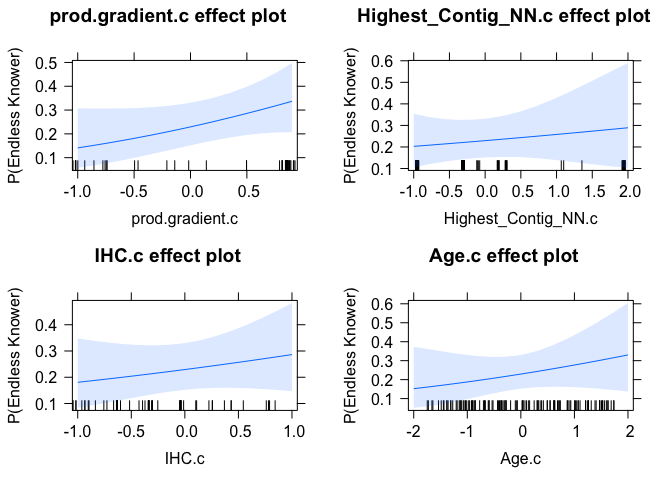 prod.gradient.c effect plot
P(Endless Knower)
0.5
0.4
0.3
0.2
0.1
-1.0 -0.5 0.0 0.5
prod.gradient.c
Highest_Contig_NN.c effect plot
P(Endless Knower)
0.6
0.5
0.4
0.3
0.2
0.1
-1.0 -0.5 0.0 0.5 1.0 1.5 2.0
Highest_Contig_NN.c
IHC.c effect plot
P(Endless Knower)
0.4
0.3
0.2
0.1
-1.0 -0.5 0.0 0.5 1.0
IHC.c
Age.c effect plot
P(Endless Knower)
0.6
0.5
0.4
0.3
0.2
0.1
-2 -1 0 1 2
Age.c